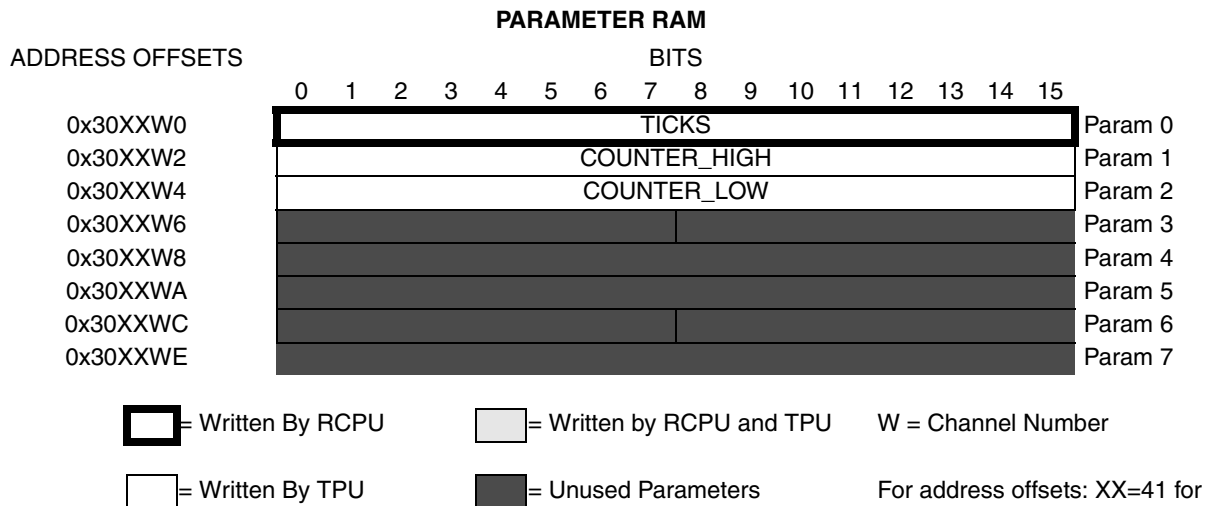 PARAMETER RAM
ADDRESS OFFSETS BITS
0 1 2 3 4 5 6 7 8 9 10 11 12 13 14 15
0x30XXW0 TICKS Param 0
0x30XXW2 COUNTER_HIGH Param 1
0x30XXW4 COUNTER_LOW Param 2
0x30XXW6 Param 3
0x30XXW8 Param 4
0x30XXWA Param 5
0x30XXWC Param 6
0x30XXWE Param 7
= Written By RCPU = Written by RCPU and TPU W = Channel Number
= Written By TPU = Unused Parameters For address offsets: XX=41 for